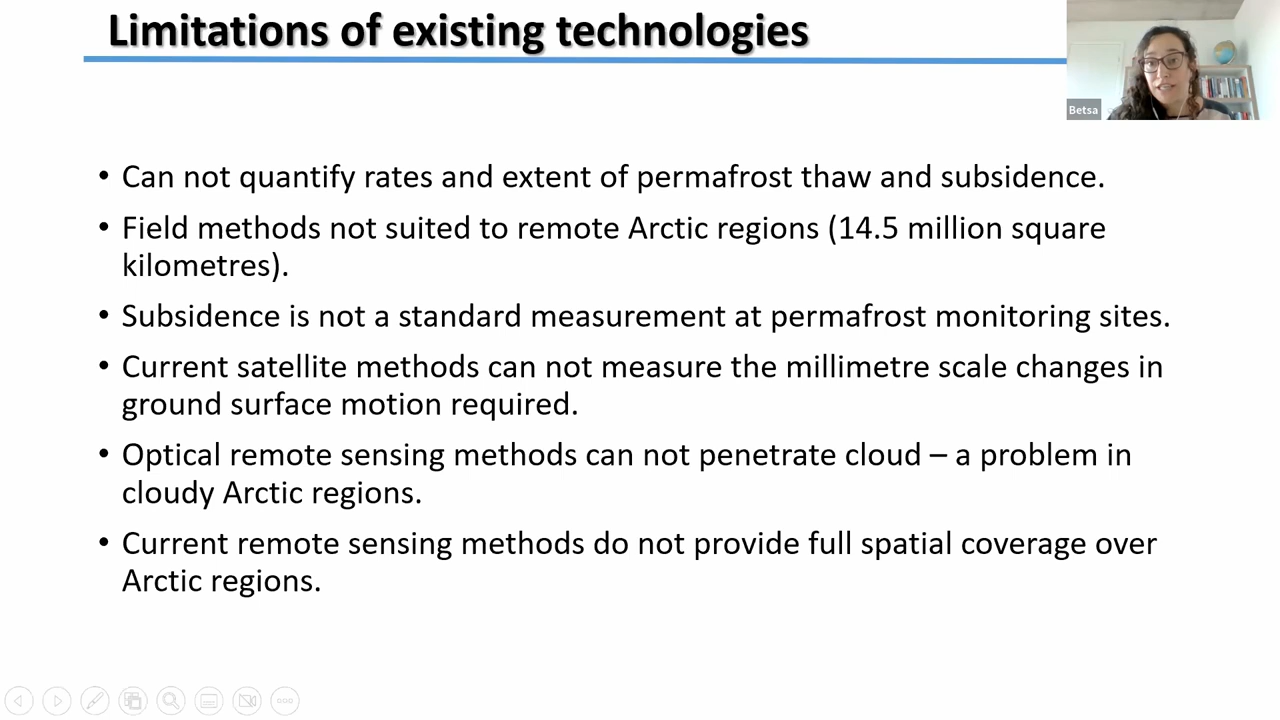 Limitations of existing technologies
Betsa
• Can not quantify rates and extent of permafrost thaw and subsidence.
• Field methods not suited to remote Arctic regions (14.5 million square
kilometres).
• Subsidence is not a standard measurement at permafrost monitoring sites.
• Current satellite methods can not measure the millimetre scale changes in
ground surface motion required.
• Optical remote sensing methods can not penetrate cloud – a problem in
cloudy Arctic regions.
• Current remote sensing methods do not provide full spatial coverage over
Arctic regions.